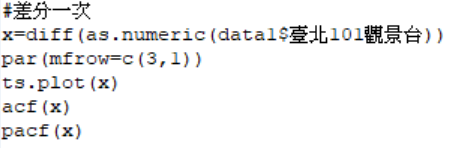 #差分一次
x=diff(as.numeric(data1$臺北101觀景台))
par(mfrow=c(3,1))
ts.plot(x)
acf(x)
pacf(x)